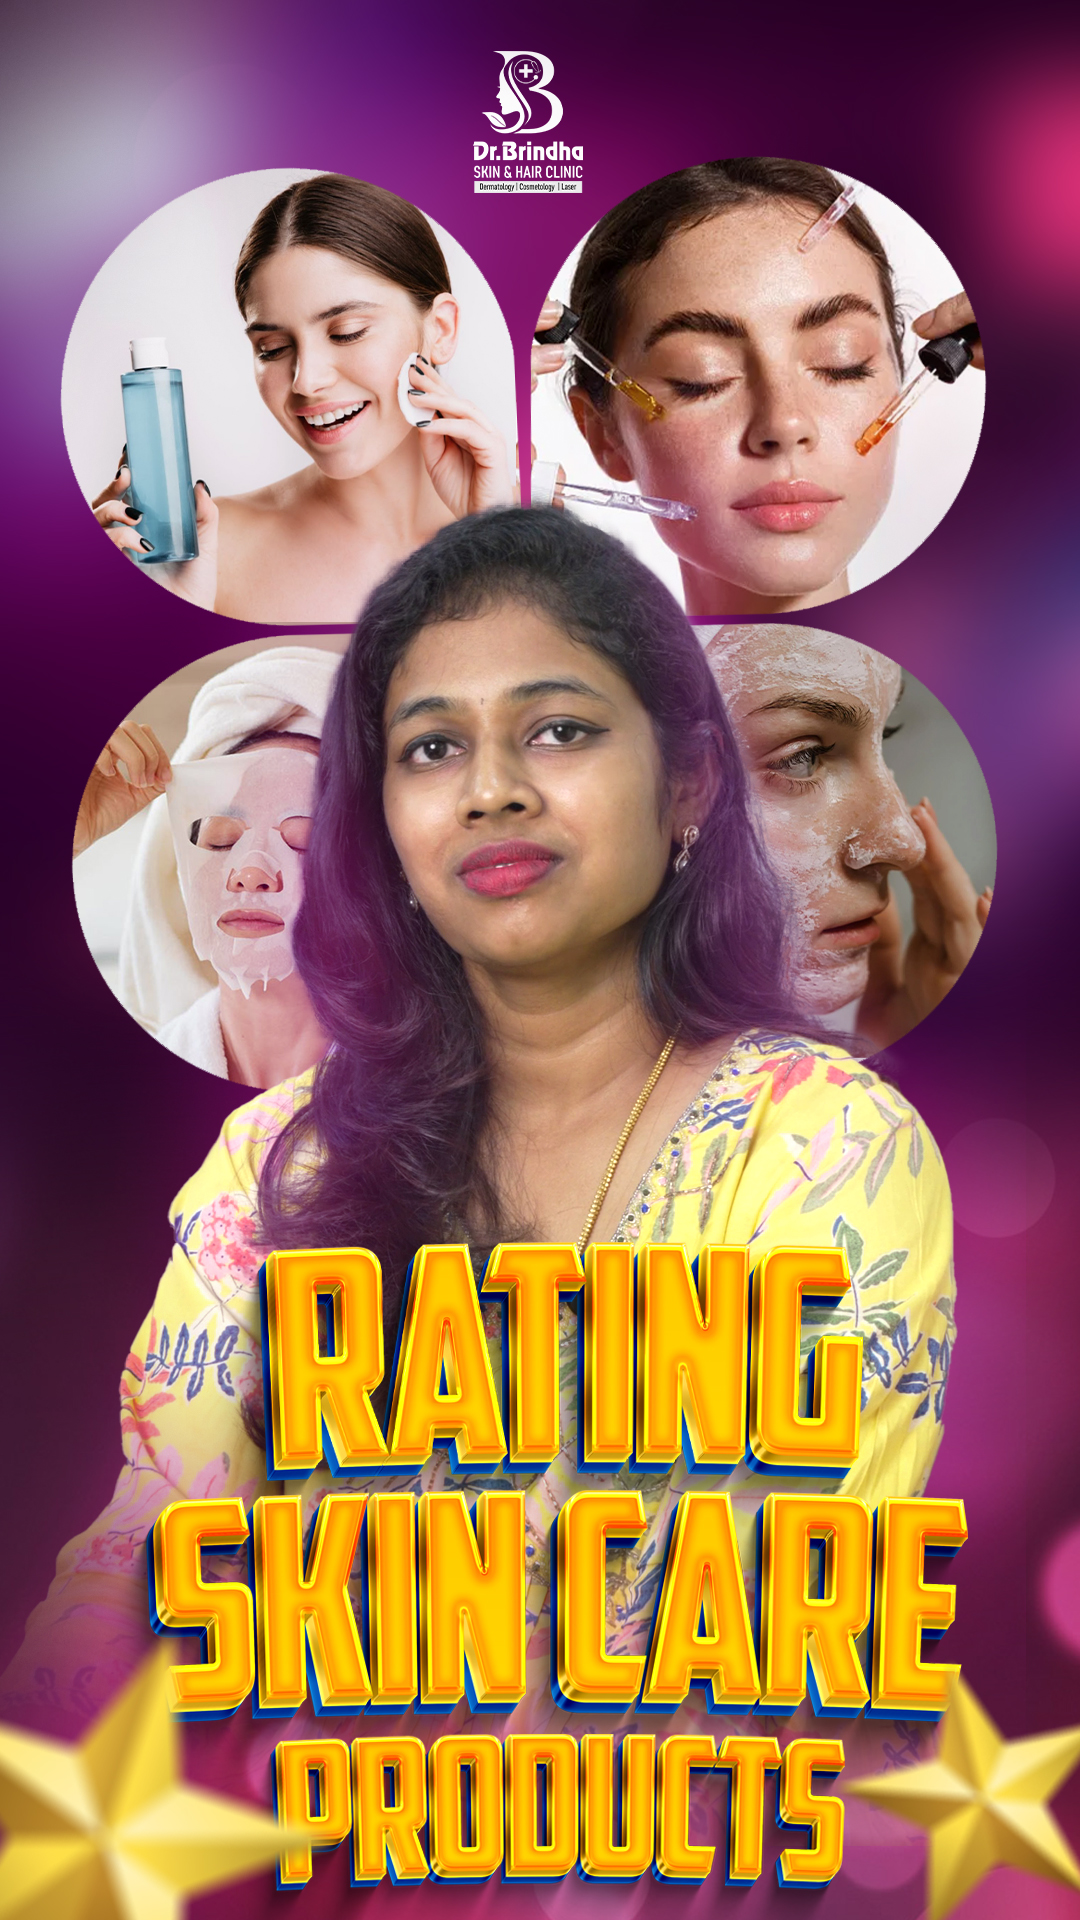 Dr.Brindha
SKIN & HAIR CLINIC
Dermatology | Cosmetology | Laser
RATING
SKIN CARE
PRODUCTS